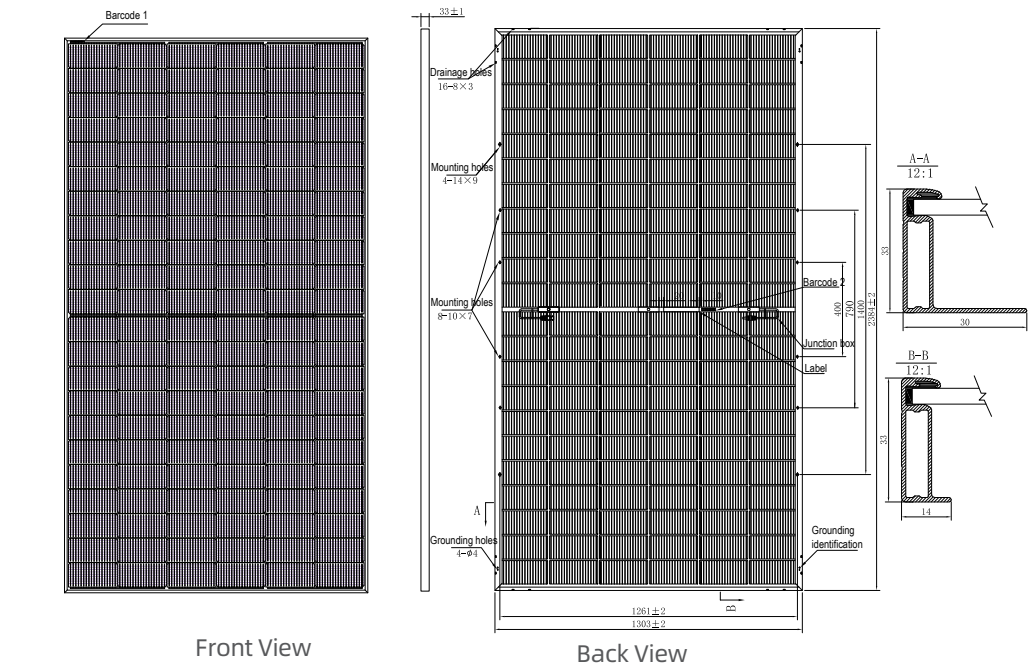 Barcode 1
33±1
Drainage holes
16-8×3
Mounting holes
4-14×9
Mounting holes
8-10×7
Barcode 2
Junction box
Label
400
790
1400
2384±2
A
Grounding holes
4-ø4
Grounding
identification
B
1261±2
1303±2
A-A
12:1
33
30
B-B
12:1
33
14
Front View
Back View